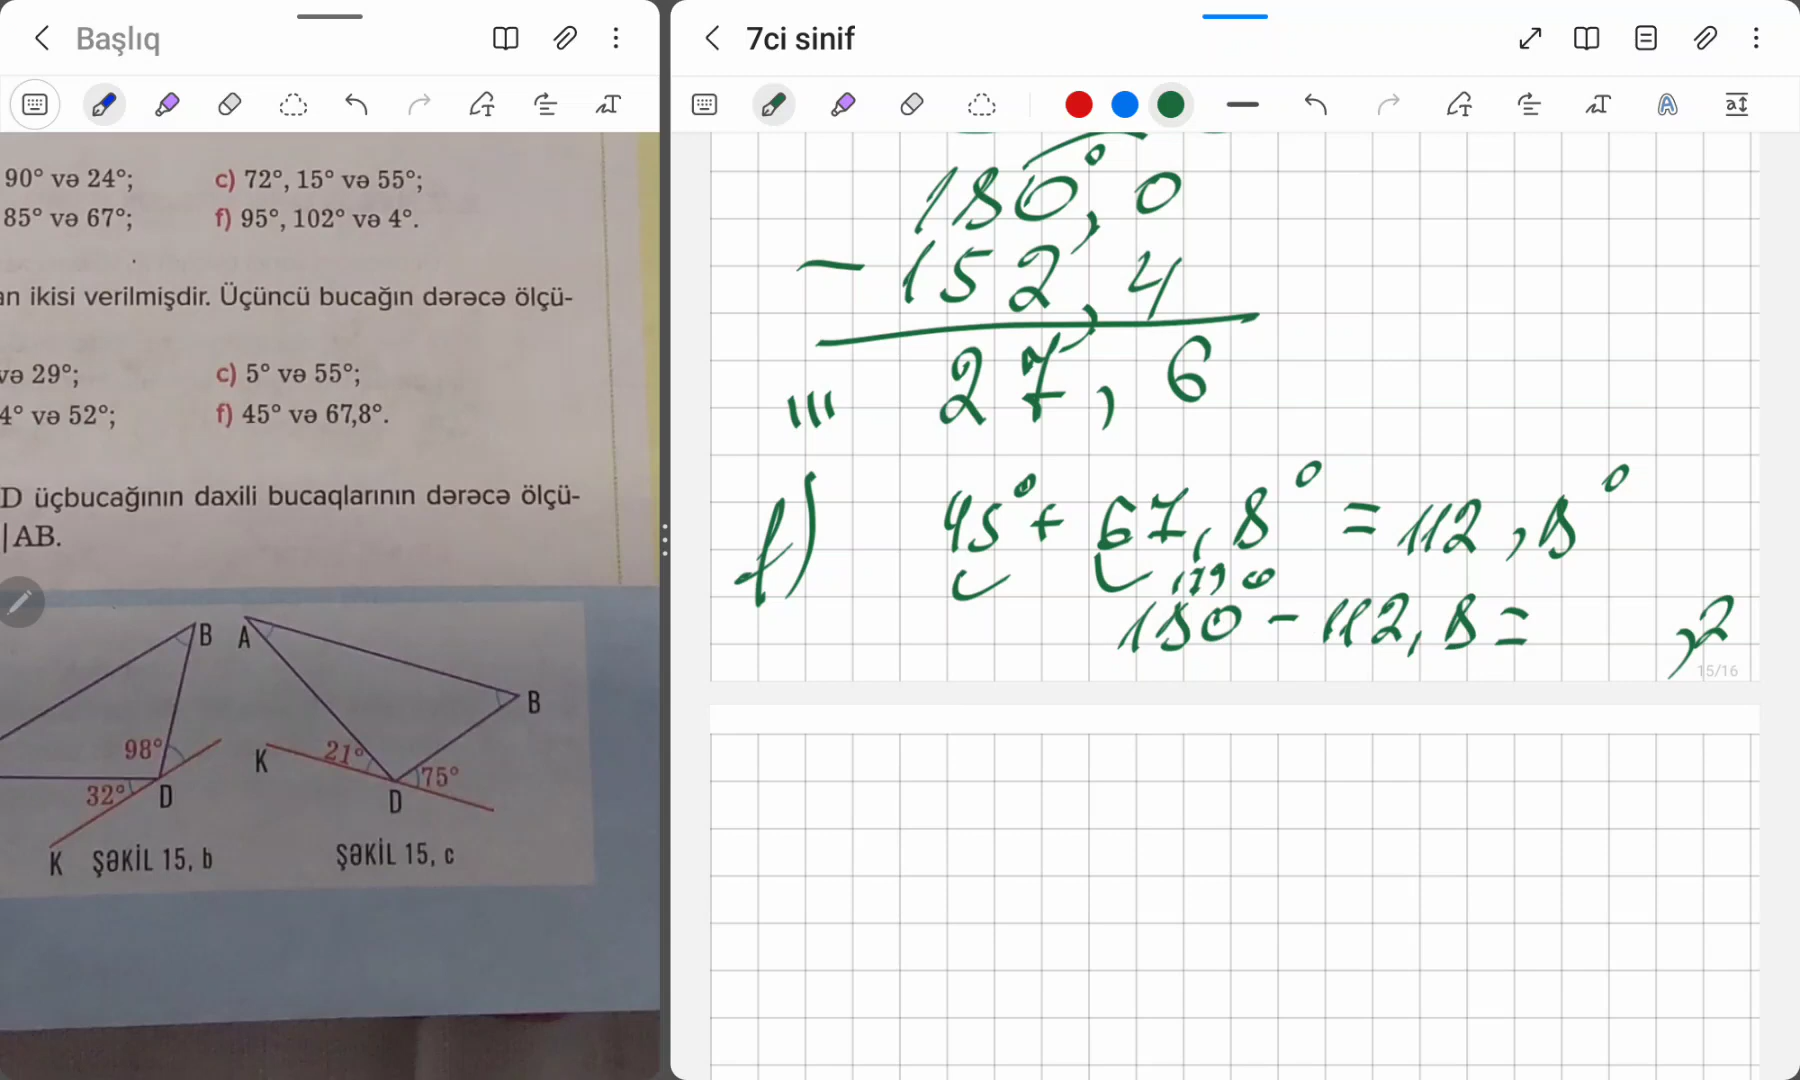 Başlıq
90° və 24°; c) 72°, 15° və 55°;
85° və 67°; f) 95°, 102° və 4°.
an ikisi verilmişdir. Üçüncü bucağın dərəcə ölçü-
və 29°; c) 5° və 55°;
4° və 52°; f) 45° və 67,8°.
D üçbucağının daxili bucaqlarının dərəcə ölçü-
|AB.
B
98°
32°
D
K
ŞƏKİL 15, b
A
B
K
21°
75°
D
ŞƏKİL 15, c
7ci sinif
180°,0
- 152,4
27,6
f) 45° + 67,8° = 112,8°
179
180 - 112,8 = ,2
15/16